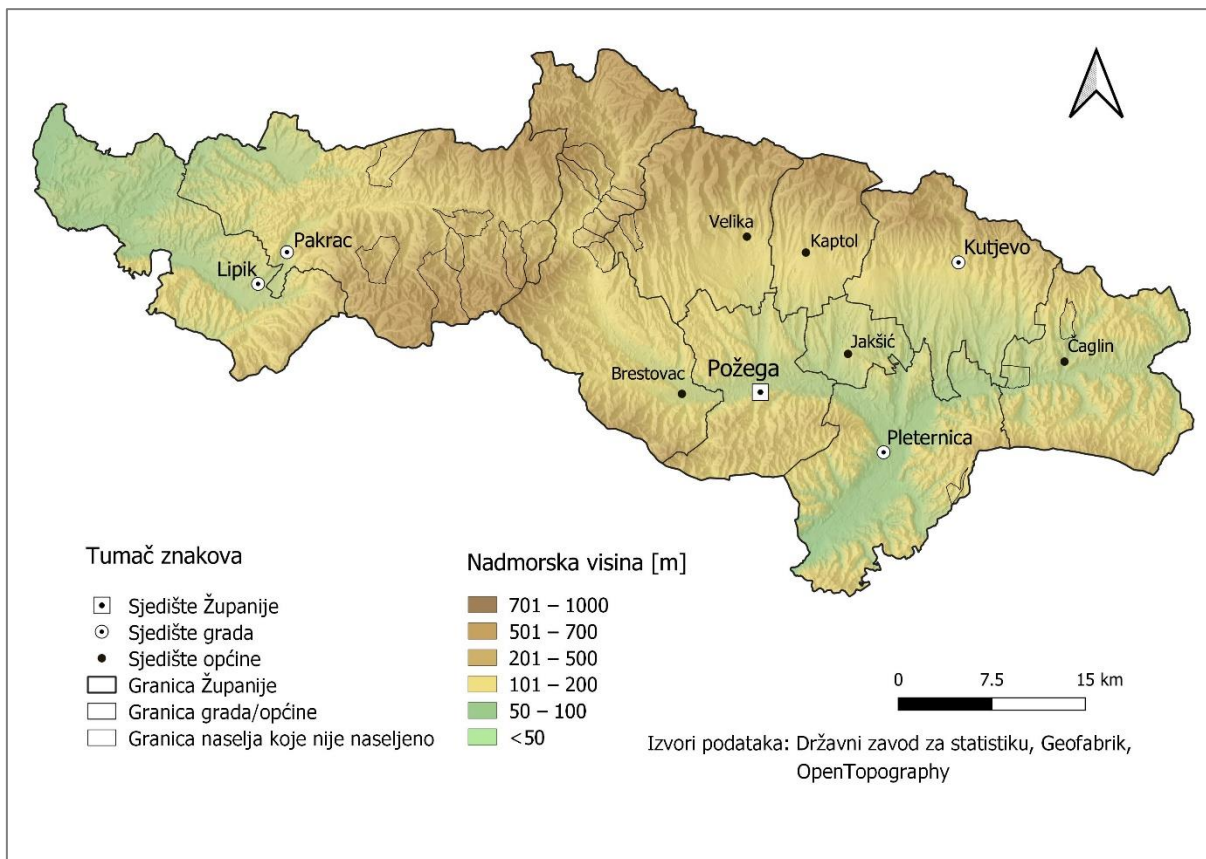 Velika
Kaptol
Pakrac
Kutjevo
Lipik
Jakšić
Čaglin
Požega
Brestovac
Pleternica
Tumač znakova
Sjedište Županije
Sjedište grada
Sjedište općine
Granica Županije
Granica grada/općine
Granica naselja koje nije naseljeno
Nadmorska visina [m]
701 – 1000
501 – 700
201 – 500
101 – 200
50 – 100
<50
0 7.5 15 km
Izvori podataka: Državni zavod za statistiku, Geofabrik,
OpenTopography